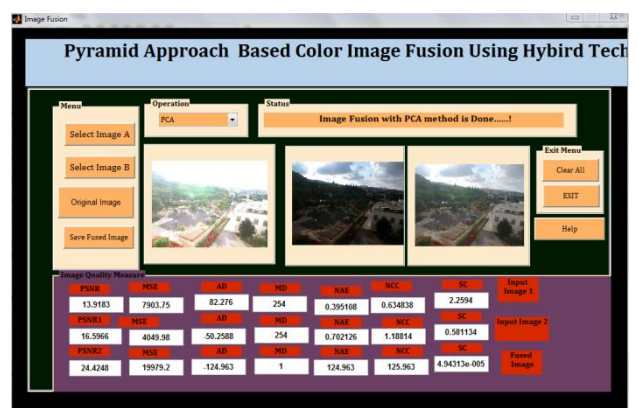 Image Fusion
Pyramid Approach Based Color Image Fusion Using Hybird Tech
Menu
Operation
Status
PCA
Image Fusion with PCA method is Done......!
Select Image A
Select Image B
Original Image
Save Fused Image
Exit Menu
Clear All
EXIT
Help
Image Quality Measure
PSNR MSE AD MD NAE NCC SC Input Image 1
13.9183 7903.75 82.276 254 0.395108 0.634838 2.2594
PSNR1 MSE AD MD NAE NCC SC Input Image 2
16.5966 4049.98 -50.2588 254 0.702126 1.18814 0.581134
PSNR2 MSE AD MD NAE NCC SC Fused Image
24.4248 19979.2 -124.963 1 124.963 125.963 4.94313e-005